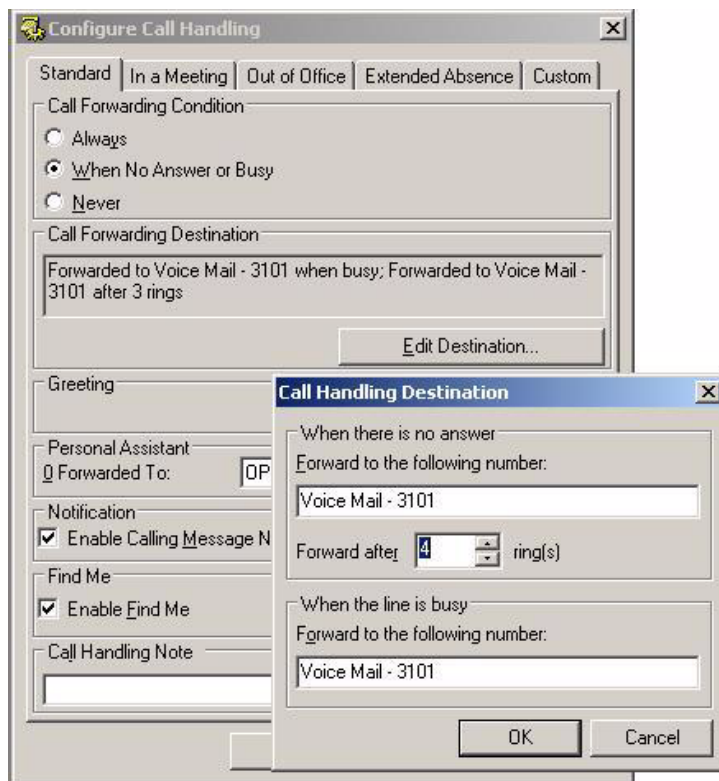 Configure Call Handling
Standard
In a Meeting
Out of Office
Extended Absence
Custom
Call Forwarding Condition
Always
When No Answer or Busy
Never
Call Forwarding Destination
Forwarded to Voice Mail - 3101 when busy; Forwarded to Voice Mail -
3101 after 3 rings
Edit Destination...
Greeting
Personal Assistant
0 Forwarded To:
OP
Notification
Enable Calling Message N
Find Me
Enable Find Me
Call Handling Note
Call Handling Destination
When there is no answer
Forward to the following number:
Voice Mail - 3101
Forward after 4 ring(s)
When the line is busy
Forward to the following number:
Voice Mail - 3101
OK
Cancel